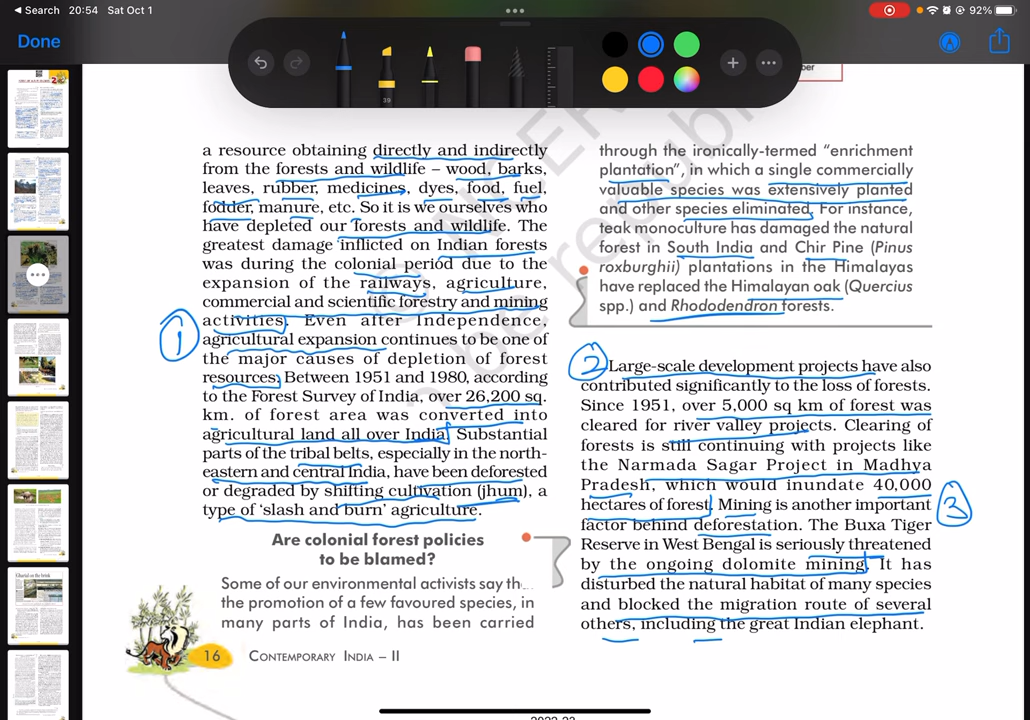 Search 20:54 Sat Oct 1
92%
Done
39
ber
a resource obtaining directly and indirectly
from the forests and wildlife – wood, barks,
leaves, rubber, medicines, dyes, food, fuel,
fodder, manure, etc. So it is we ourselves who
have depleted our forests and wildlife. The
greatest damage inflicted on Indian forests
was during the colonial period due to the
expansion of the railways, agriculture,
commercial and scientific forestry and mining
activities. Even after Independence,
agricultural expansion continues to be one of
the major causes of depletion of forest
resources. Between 1951 and 1980, according
to the Forest Survey of India, over 26,200 sq.
km. of forest area was converted into
agricultural land all over India. Substantial
parts of the tribal belts, especially in the north-
eastern and central India, have been deforested
or degraded by shifting cultivation (jhum), a
type of ‘slash and burn’ agriculture.
1
Are colonial forest policies
to be blamed?
Some of our environmental activists say
the promotion of a few favoured species, in
many parts of India, has been carried
16 CONTEMPORARY INDIA – II
through the ironically-termed “enrichment
plantation”, in which a single commercially
valuable species was extensively planted
and other species eliminated. For instance,
teak monoculture has damaged the natural
forest in South India and Chir Pine (Pinus
roxburghii) plantations in the Himalayas
have replaced the Himalayan oak (Quercius
spp.) and Rhododendron forests.
2
Large-scale development projects have also
contributed significantly to the loss of forests.
Since 1951, over 5,000 sq km of forest was
cleared for river valley projects. Clearing of
forests is still continuing with projects like
the Narmada Sagar Project in Madhya
Pradesh, which would inundate 40,000
hectares of forest. Mining is another important
factor behind deforestation. The Buxa Tiger
Reserve in West Bengal is seriously threatened
by the ongoing dolomite mining. It has
disturbed the natural habitat of many species
and blocked the migration route of several
others, including the great Indian elephant.
3
2022-23